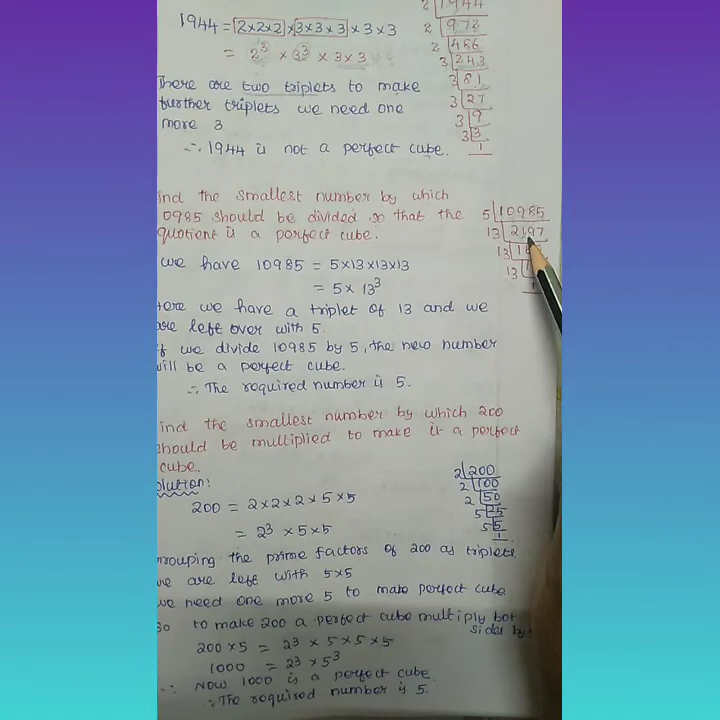 1944 = 2×2×2 × 3×3×3 × 3×3
= 2³ × 3³ × 3×3
There are two triplets to make
further triplets we need one
more 3
∴ 1944 is not a perfect cube.
2 1944
2 972
2 486
3 243
3 81
3 27
3 9
3 3
1
ind the smallest number by which
0985 should be divided so that the
quotient is a perfect cube.
we have 10985 = 5×13×13×13
= 5× 13³
5 10985
13 2197
13
13
ere we have a triplet of 13 and we
are left over with 5.
if we divide 10985 by 5, the new number
will be a perfect cube.
∴ The required number is 5.
ind the smallest number by which 200
should be multiplied to make it a perfect
cube.
olution:
200 = 2×2×2×5×5
= 2³ ×5×5
2 200
2 100
2 50
5 25
5 5
1
rouping the prime factors of 200 as triplets
we are left with 5×5
we need one more 5 to make perfect cube
so to make 200 a perfect cube multiply bot
sides by
200 ×5 = 2³ ×5×5×5
1000 = 2³ × 5³
∴ Now 1000 is a perfect cube.
∴ The required number is 5.